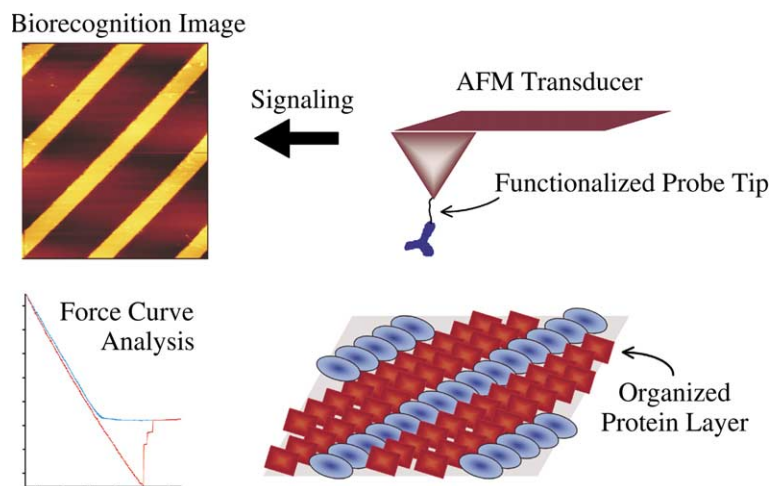 Biorecognition Image
AFM Transducer
Signaling
Functionalized Probe Tip
Force Curve
Analysis
Organized
Protein Layer